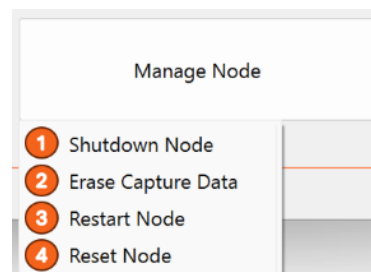 Manage Node
1 Shutdown Node
2 Erase Capture Data
3 Restart Node
4 Reset Node